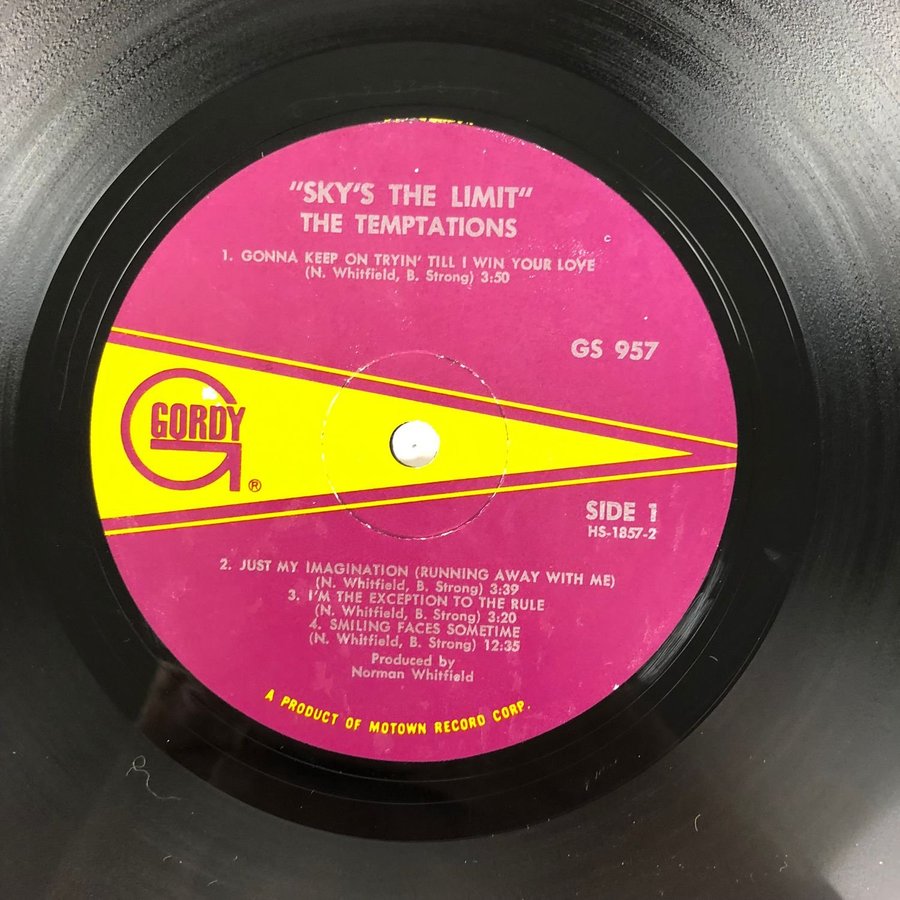 "SKY'S THE LIMIT"
THE TEMPTATIONS
1. GONNA KEEP ON TRYIN' TILL I WIN YOUR LOVE
(N. Whitfield, B. Strong) 3:50
GS 957
GORDY
®
SIDE 1
HS-1857-2
2. JUST MY IMAGINATION (RUNNING AWAY WITH ME)
(N. Whitfield, B. Strong) 3:39
3. I'M THE EXCEPTION TO THE RULE
(N. Whitfield, B. Strong) 3:20
4. SMILING FACES SOMETIME
(N. Whitfield, B. Strong) 12:35
Produced by
Norman Whitfield
A PRODUCT OF MOTOWN RECORD CORP.